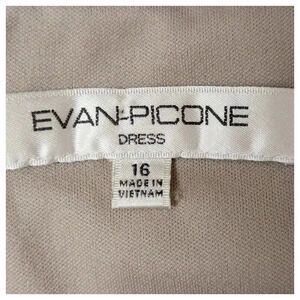 EVAN-PICONE
DRESS
16
MADE IN
VIETNAM